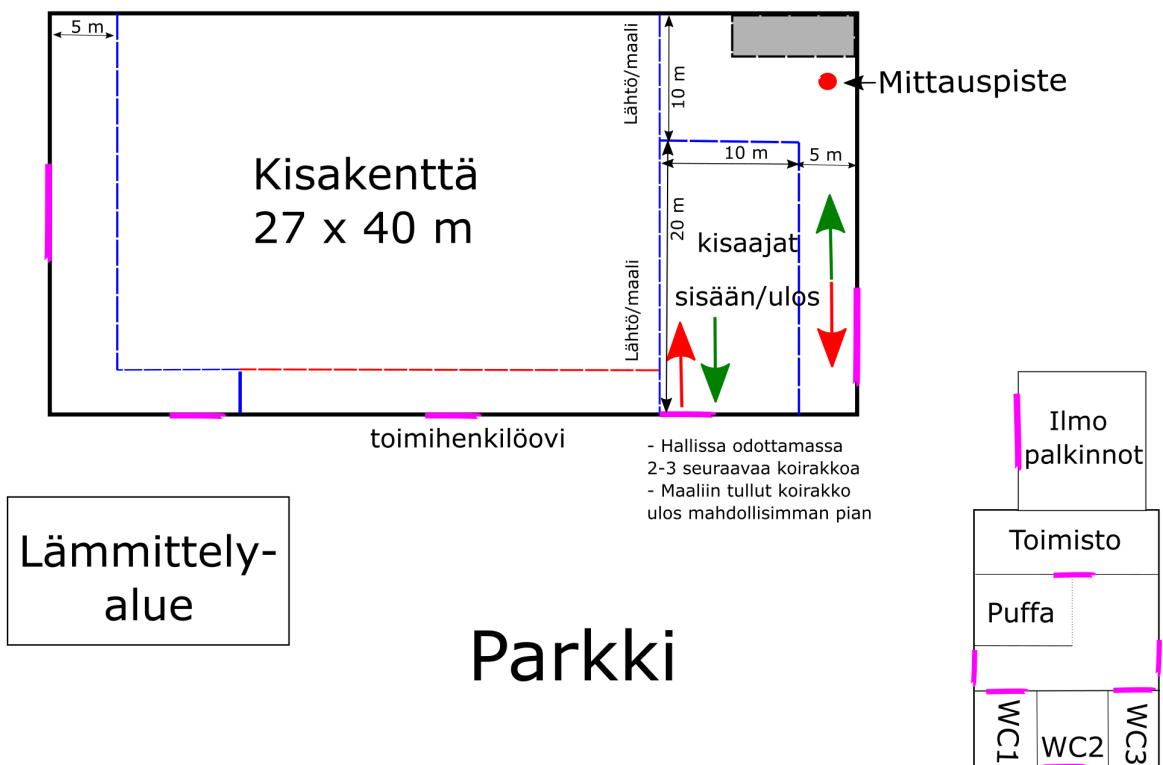 5 m
Lähtö/maali
10 m
Mittauspiste
Kisakenttä
27 x 40 m
10 m
5 m
20 m
kisaajat
sisään/ulos
Lähtö/maali
toimihenkilöovi
- Hallissa odottamassa
2-3 seuraavaa koirakkoa
- Maaliin tullut koirakko
ulos mahdollisimman pian
Ilmo
palkinnot
Lämmittely-
alue
Toimisto
Puffa
Parkki
WC1
WC2
WC3